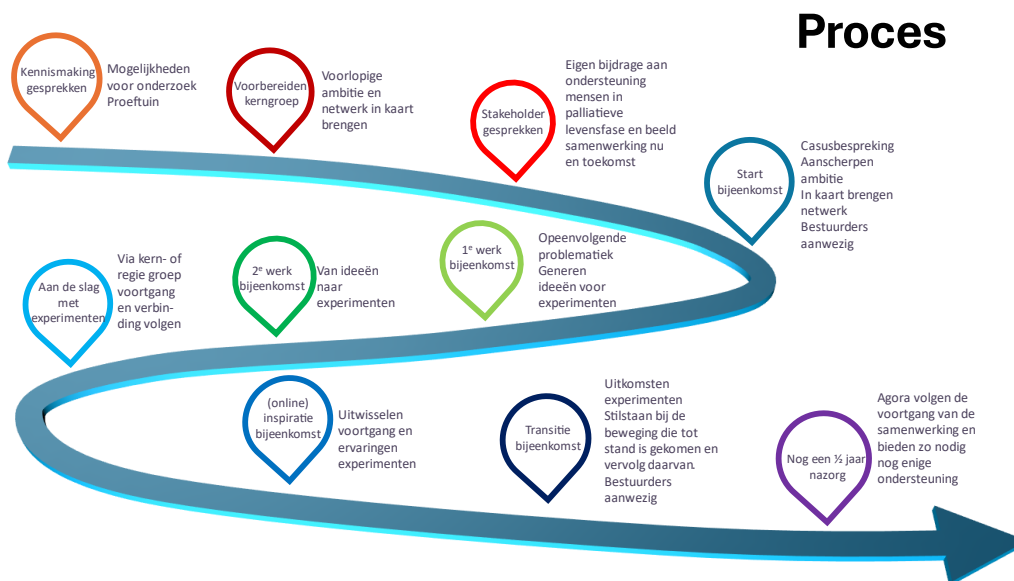 Proces
Kennismaking
gesprekken
Mogelijkheden
voor onderzoek
Proeftuin
Voorbereiden
kerngroep
Voorlopige
ambitie en
netwerk in kaart
brengen
Stakeholder
gesprekken
Eigen bijdrage aan
ondersteuning
mensen in
palliatieve
levensfase en beeld
samenwerking nu
en toekomst
Start
bijeenkomst
Casusbespreking
Aanscherpen
ambitie
In kaart brengen
netwerk
Bestuurders
aanwezig
1e werk
bijeenkomst
Opeenvolgende
problematiek
Generen
ideeën voor
experimenten
2e werk
bijeenkomst
Van ideeën
naar
experimenten
Aan de slag
met
experimenten
Via kern- of
regie groep
voortgang
en verbin-
ding volgen
(online)
inspiratie
bijeenkomst
Uitwisselen
voortgang en
ervaringen
experimenten
Transitie
bijeenkomst
Uitkomsten
experimenten
Stilstaan bij de
beweging die tot
stand is gekomen en
vervolg daarvan.
Bestuurders
aanwezig
Nog een ½ jaar
nazorg
Agora volgen de
voortgang van de
samenwerking en
bieden zo nodig
nog enige
ondersteuning